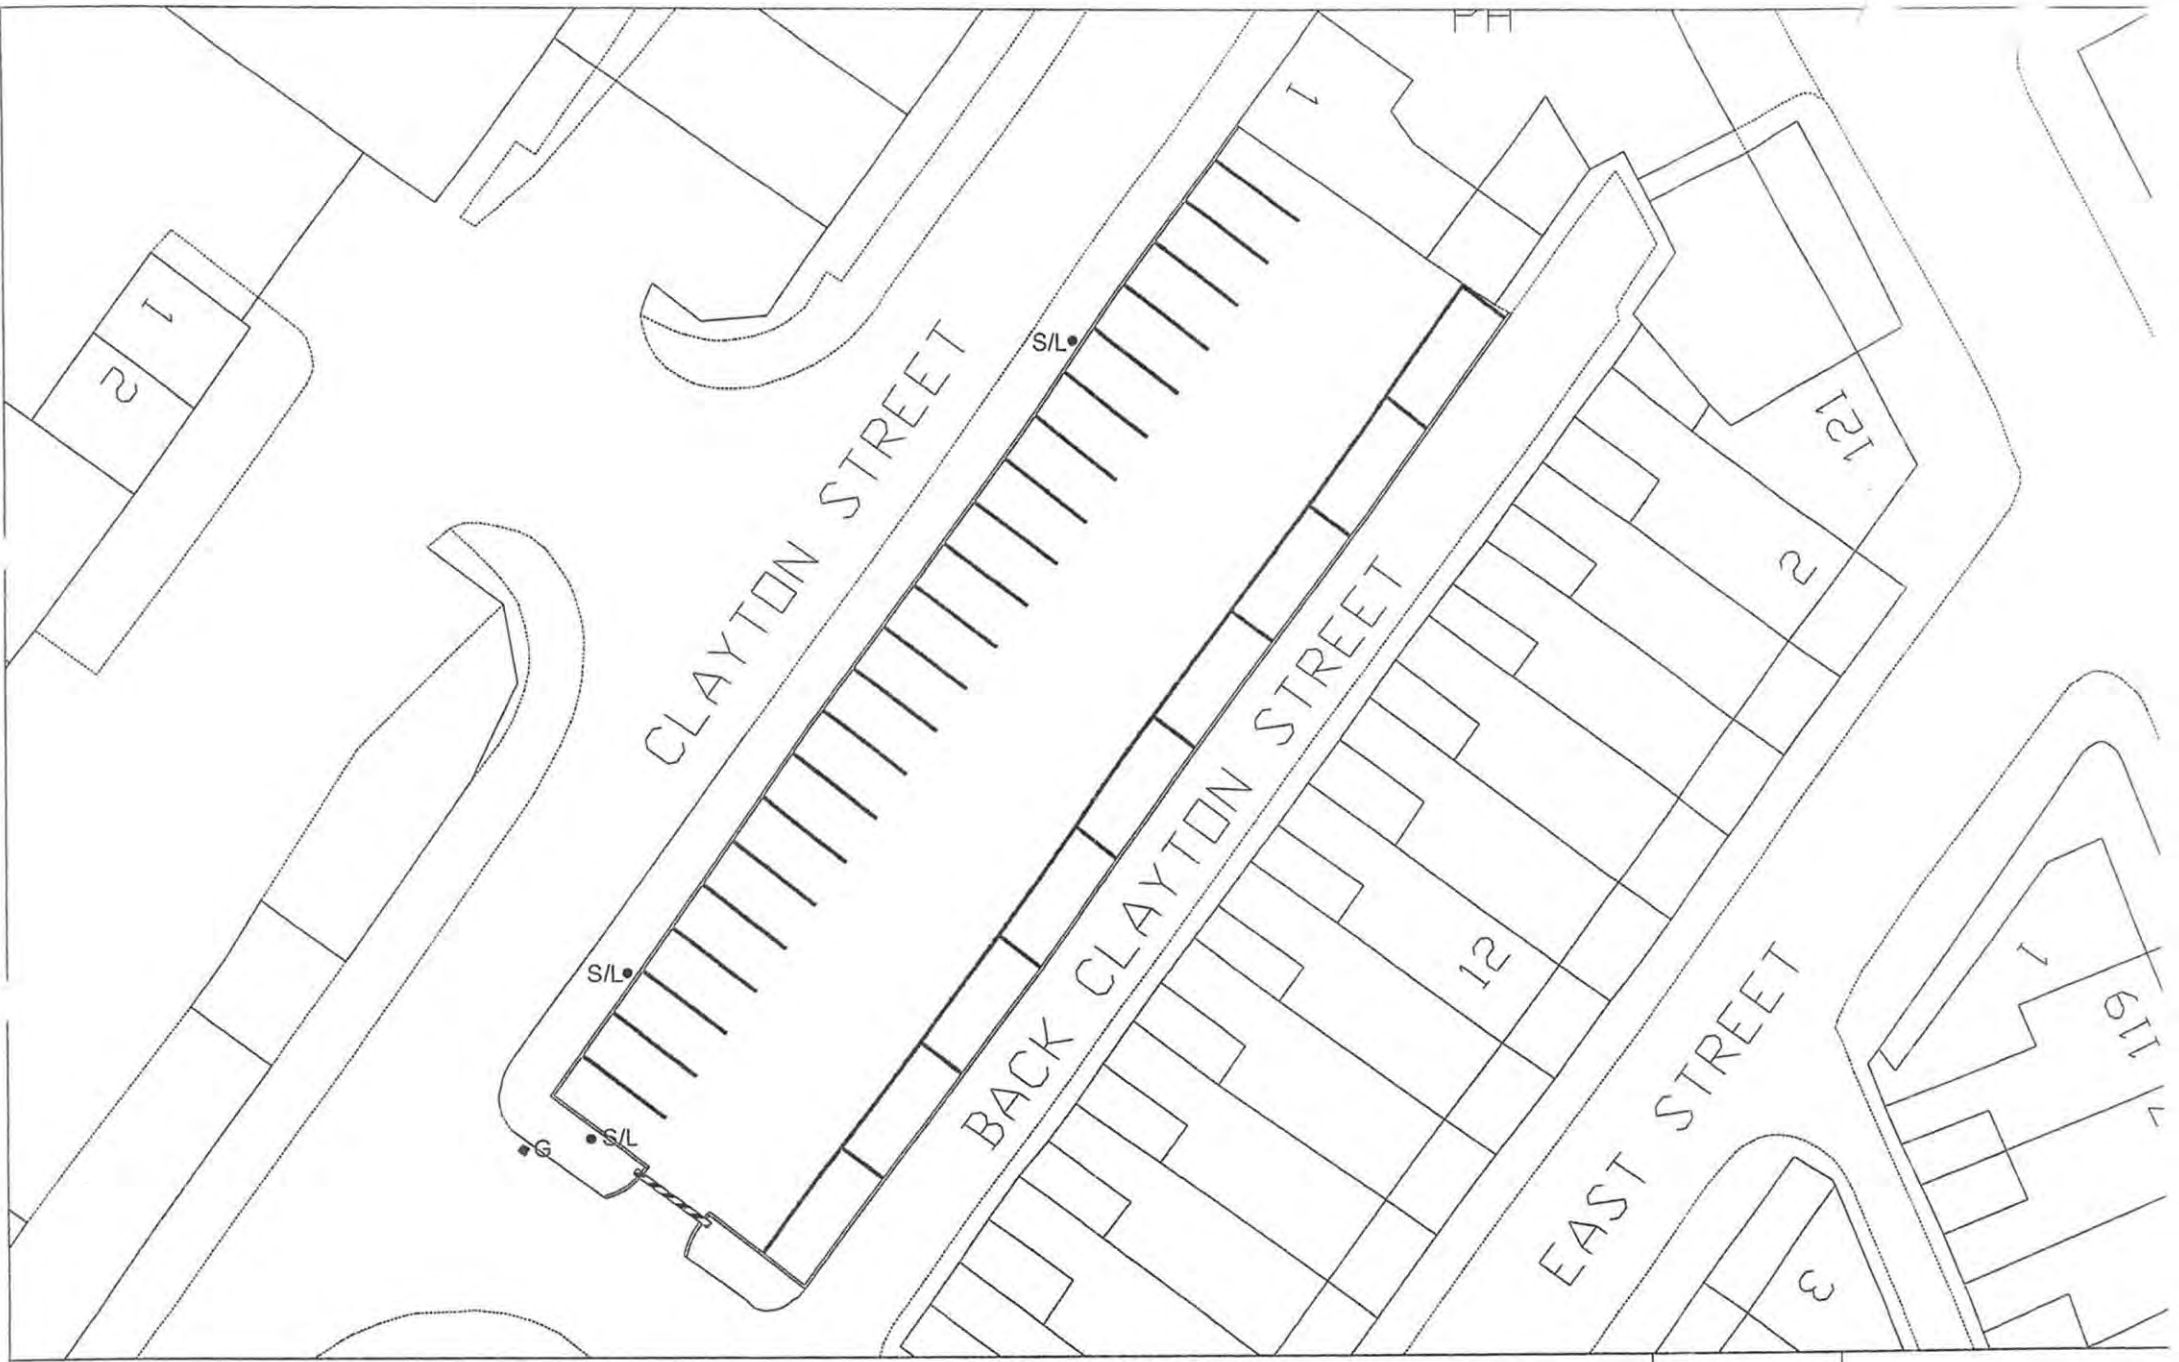 PH
1
1
2
S/L
CLAYTON STREET
121
2
BACK CLAYTON STREET
12
S/L
1
119
EAST STREET
S/L
G
3